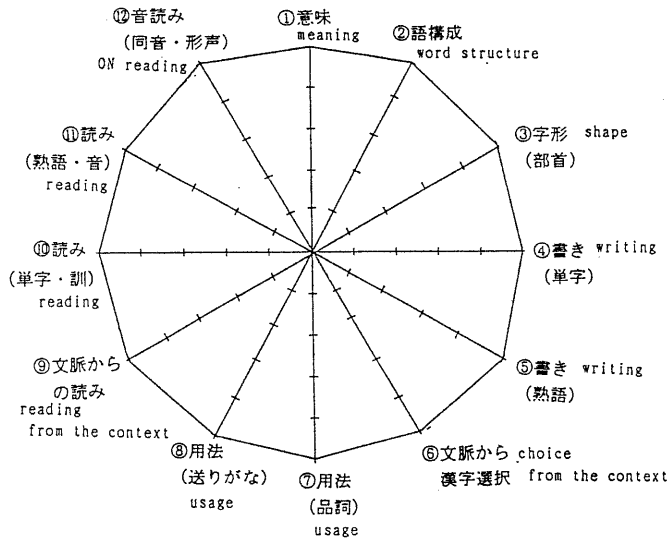 ①意味
meaning
②語構成
word structure
③字形 shape
(部首)
④書き writing
(単字)
⑤書き writing
(熟語)
⑥文脈から choice
漢字選択 from the context
⑦用法
(品詞)
usage
⑧用法
(送りがな)
usage
⑨文脈から
の読み
reading
from the context
⑩読み
(単字・訓)
reading
⑪読み
(熟語・音)
reading
⑫音読み
(同音・形声)
ON reading